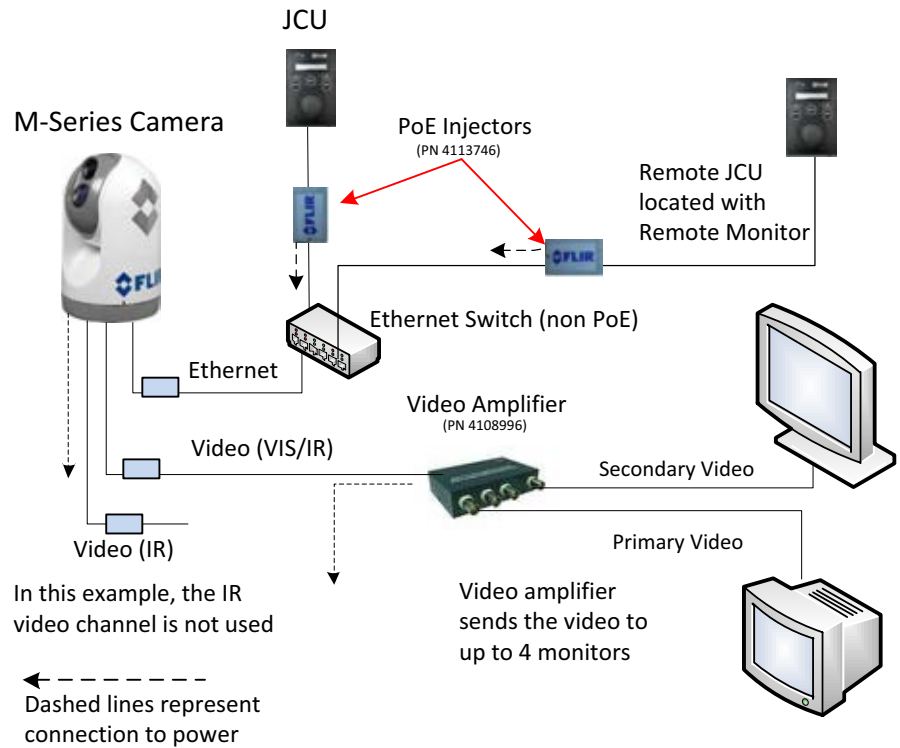 JCU
M-Series Camera
PoE Injectors
(PN 4113746)
Remote JCU
located with
Remote Monitor
FLIR
FLIR
FLIR
Ethernet Switch (non PoE)
Ethernet
Video Amplifier
(PN 4108996)
Video (VIS/IR)
Secondary Video
Video (IR)
Primary Video
In this example, the IR
video channel is not used
Video amplifier
sends the video to
up to 4 monitors
Dashed lines represent
connection to power